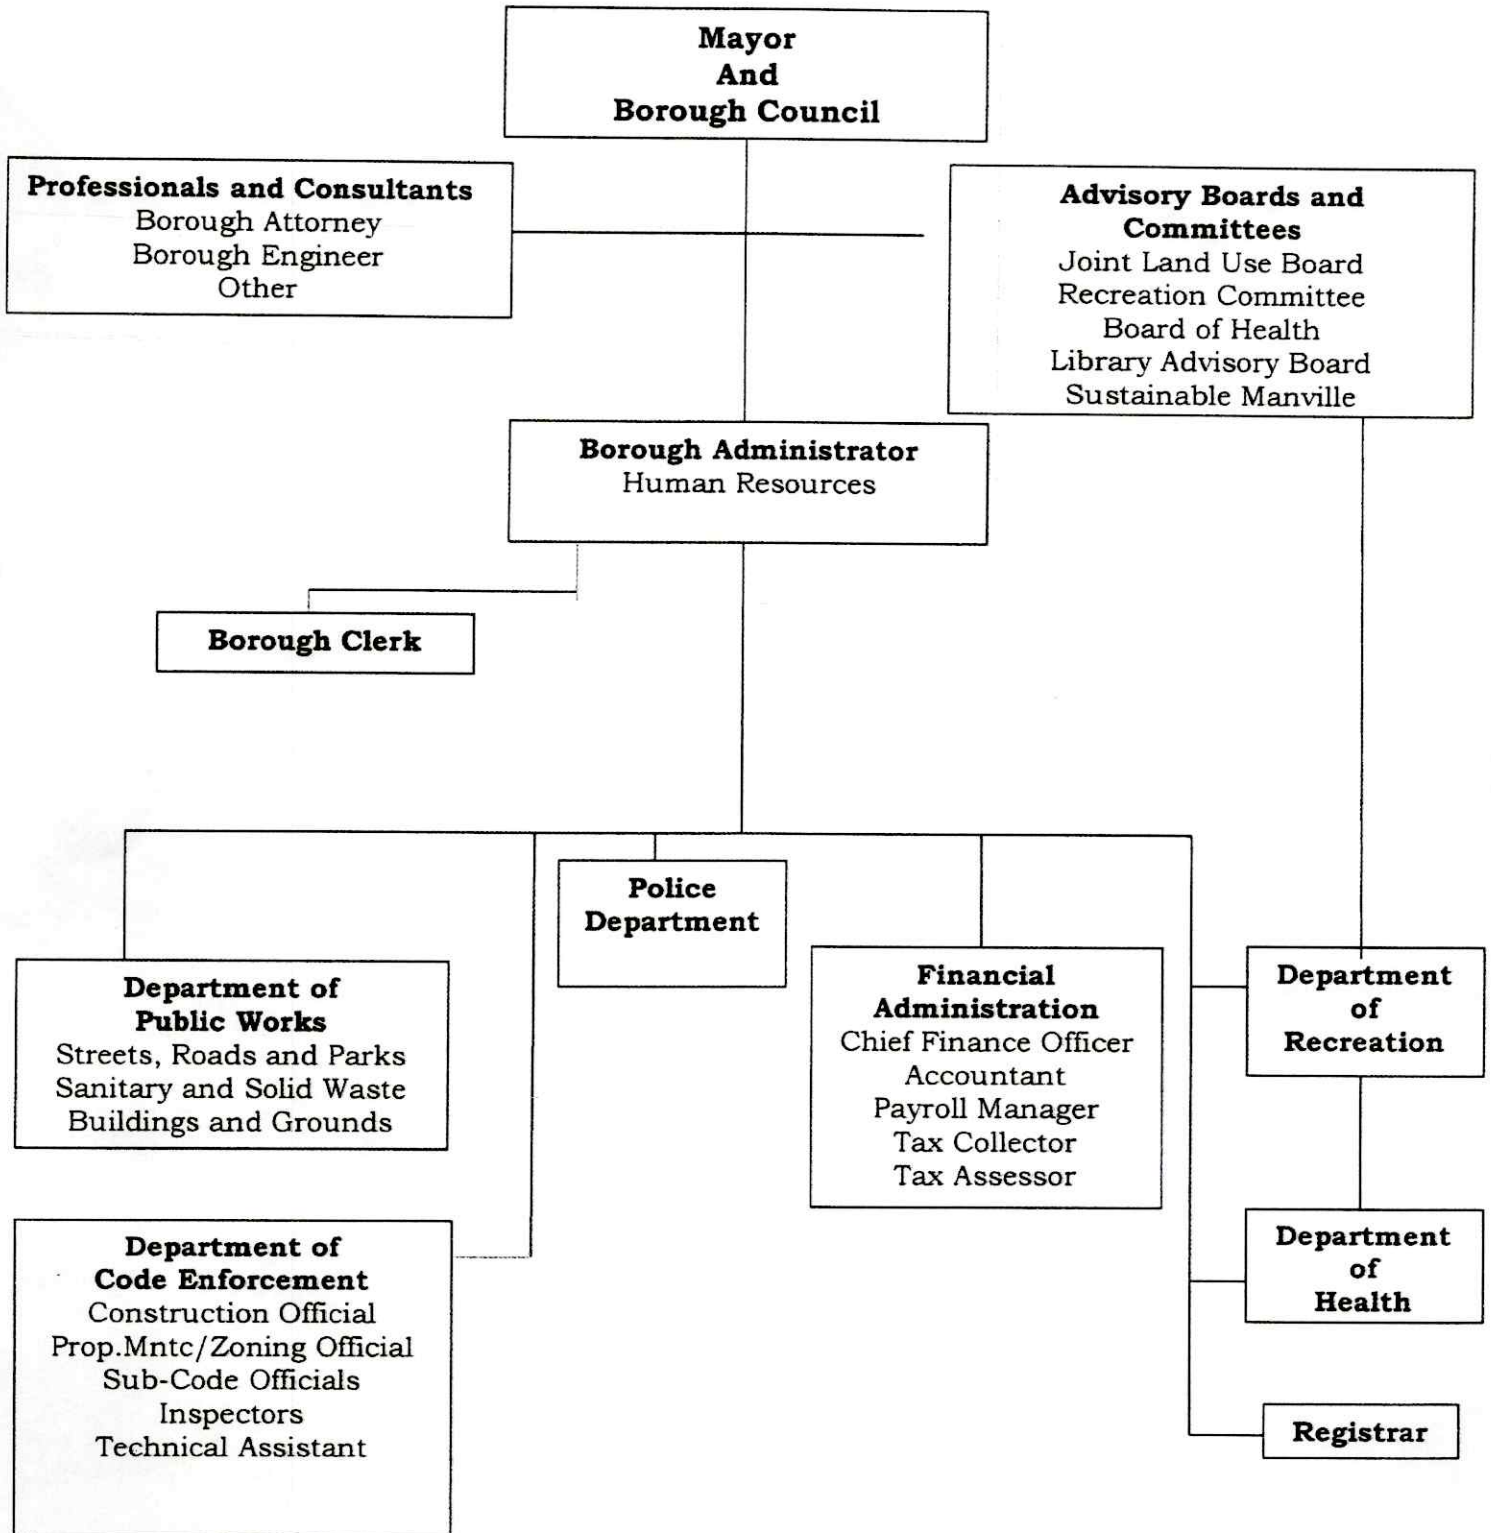 Mayor
And
Borough Council
Professionals and Consultants
Borough Attorney
Borough Engineer
Other
Advisory Boards and
Committees
Joint Land Use Board
Recreation Committee
Board of Health
Library Advisory Board
Sustainable Manville
Borough Administrator
Human Resources
Borough Clerk
Police
Department
Department of
Public Works
Streets, Roads and Parks
Sanitary and Solid Waste
Buildings and Grounds
Financial
Administration
Chief Finance Officer
Accountant
Payroll Manager
Tax Collector
Tax Assessor
Department
of
Recreation
Department of
Code Enforcement
Construction Official
Prop.Mntc/Zoning Official
Sub-Code Officials
Inspectors
Technical Assistant
Department
of
Health
Registrar